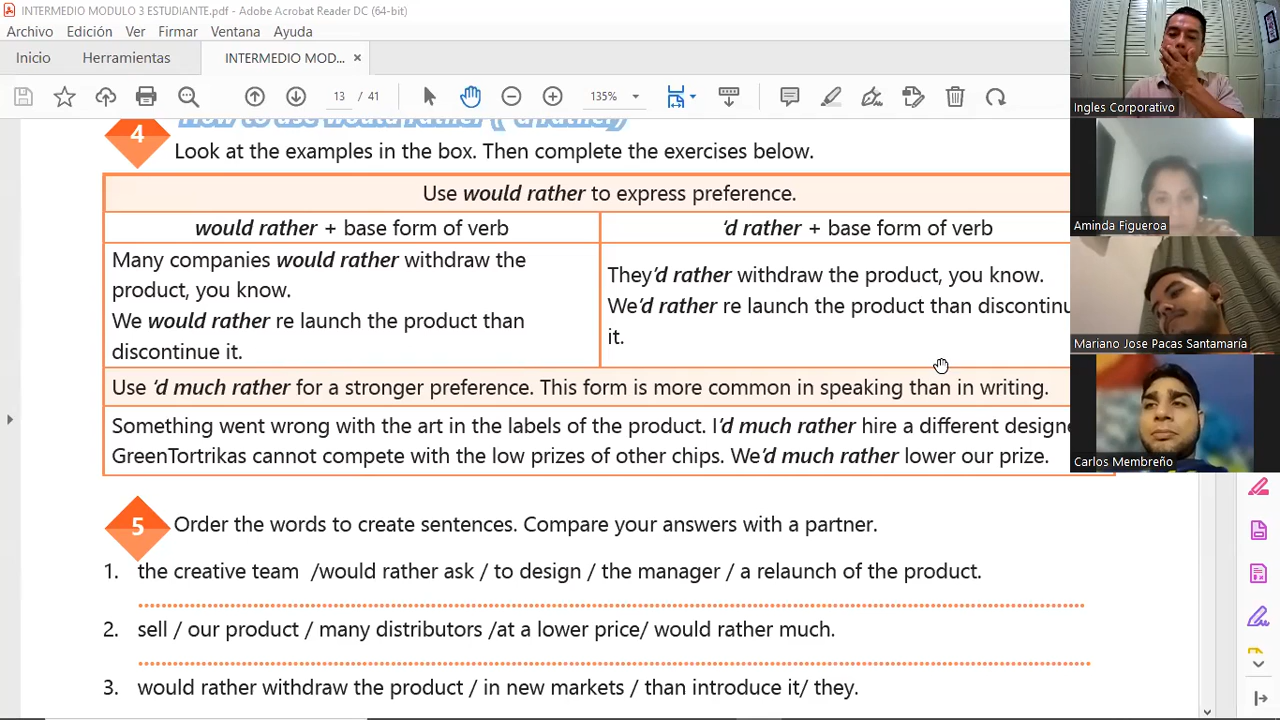 INTERMEDIO MODULO 3 ESTUDIANTE.pdf - Adobe Acrobat Reader DC (64-bit)
Archivo Edición Ver Firmar Ventana Ayuda
Inicio Herramientas INTERMEDIO MOD... ×
13 / 41 135%
4 How to use would rather ('d rather)
Look at the examples in the box. Then complete the exercises below.
Use would rather to express preference.
would rather + base form of verb
Many companies would rather withdraw the
product, you know.
We would rather re launch the product than
discontinue it.
'd rather + base form of verb
They'd rather withdraw the product, you know.
We'd rather re launch the product than discontinu
it.
Use 'd much rather for a stronger preference. This form is more common in speaking than in writing.
Something went wrong with the art in the labels of the product. I'd much rather hire a different designe
GreenTortrikas cannot compete with the low prizes of other chips. We'd much rather lower our prize.
5 Order the words to create sentences. Compare your answers with a partner.
1. the creative team /would rather ask / to design / the manager / a relaunch of the product.
2. sell / our product / many distributors /at a lower price/ would rather much.
3. would rather withdraw the product / in new markets / than introduce it/ they.
Ingles Corporativo
Aminda Figueroa
Mariano Jose Pacas Santamaría
Carlos Membreño